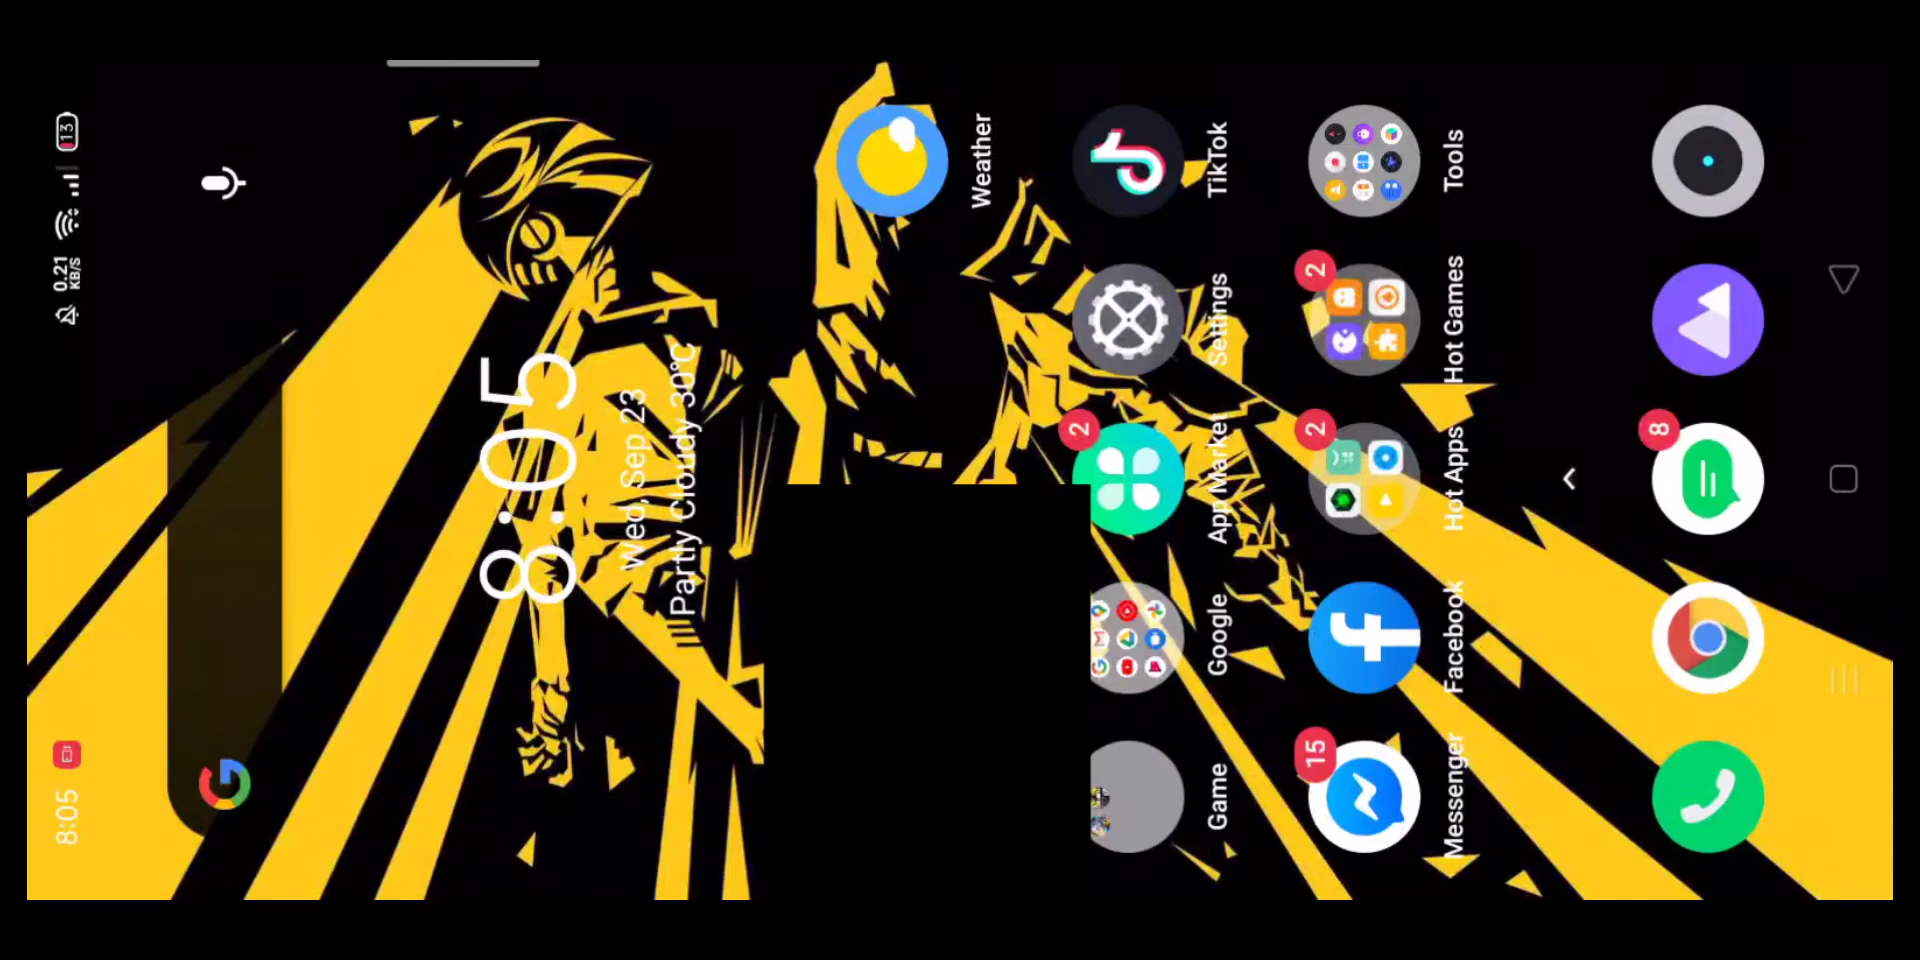 8:05
0.21
KB/S
13
8:05
Wed, Sep 23
Partly Cloudy 30°C
Weather
Game
Google
2
App Market
Settings
TikTok
15
Messenger
Facebook
2
Hot Apps
2
Hot Games
Tools
8